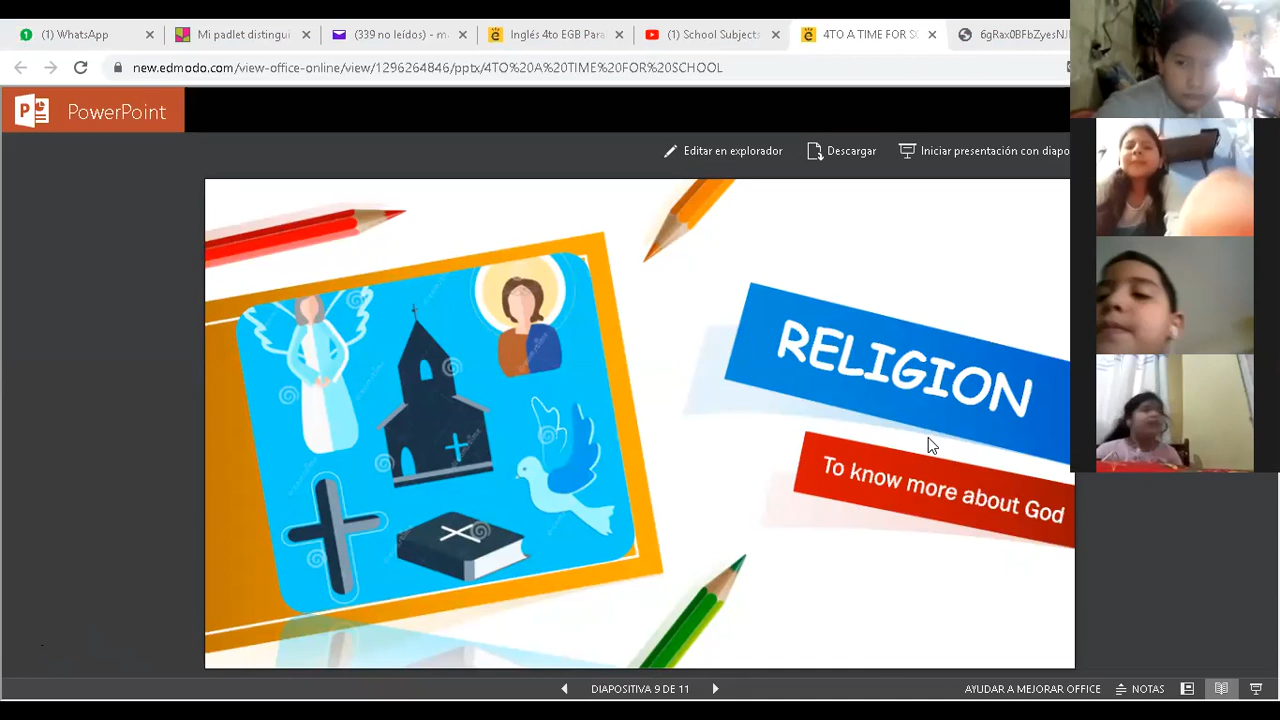 (1) WhatsApp
Mi padlet distingui
(339 no leídos) - m
Inglés 4to EGB Para
(1) School Subjects
4TO A TIME FOR SC
6gRax0BFbZyesNJ
new.edmodo.com/view-office-online/view/1296264846/pptx/4TO%20A%20TIME%20FOR%20SCHOOL
PowerPoint
Editar en explorador
Descargar
Iniciar presentación con diapo
RELIGION
To know more about God
DIAPOSITIVA 9 DE 11
AYUDAR A MEJORAR OFFICE
NOTAS